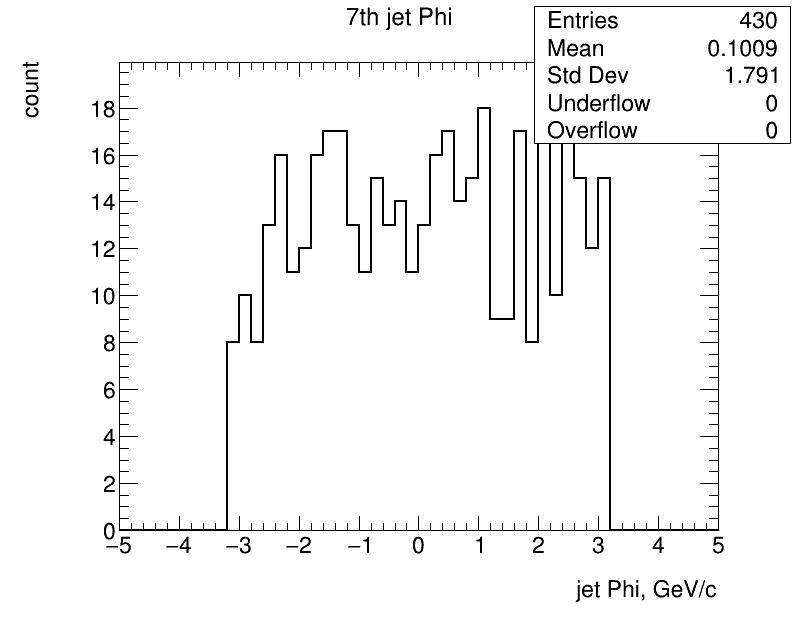 7th jet Phi
Entries 430
Mean 0.1009
Std Dev 1.791
Underflow 0
Overflow 0
count
18
16
14
12
10
8
6
4
2
0
−5 −4 −3 −2 −1 0 1 2 3 4 5
jet Phi, GeV/c